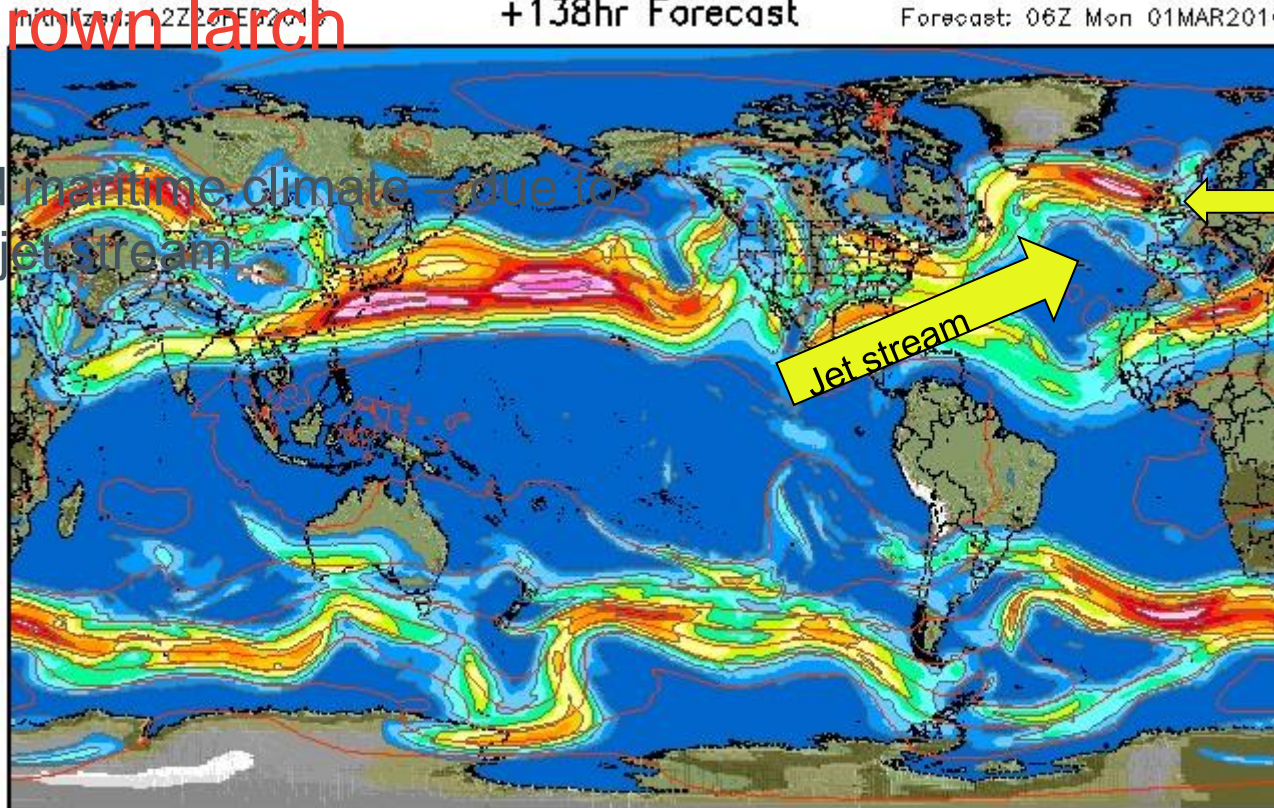 +138hr Forecast
Forecast: 06Z Mon 01MAR201
rown larch
maritime climate – due to
jet stream
Jet stream